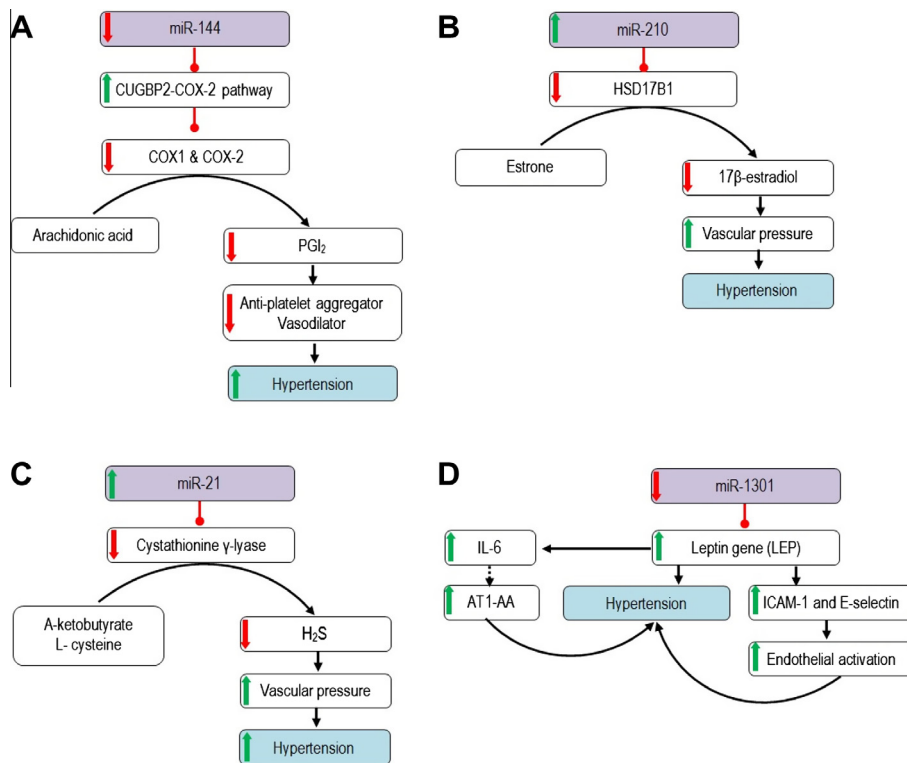 A
miR-144
CUGBP2-COX-2 pathway
COX1 & COX-2
Arachidonic acid
PGI₂
Anti-platelet aggregator
Vasodilator
Hypertension
B
miR-210
HSD17B1
Estrone
17β-estradiol
Vascular pressure
Hypertension
C
miR-21
Cystathionine γ-lyase
A-ketobutyrate
L- cysteine
H₂S
Vascular pressure
Hypertension
D
miR-1301
IL-6
Leptin gene (LEP)
AT1-AA
Hypertension
ICAM-1 and E-selectin
Endothelial activation